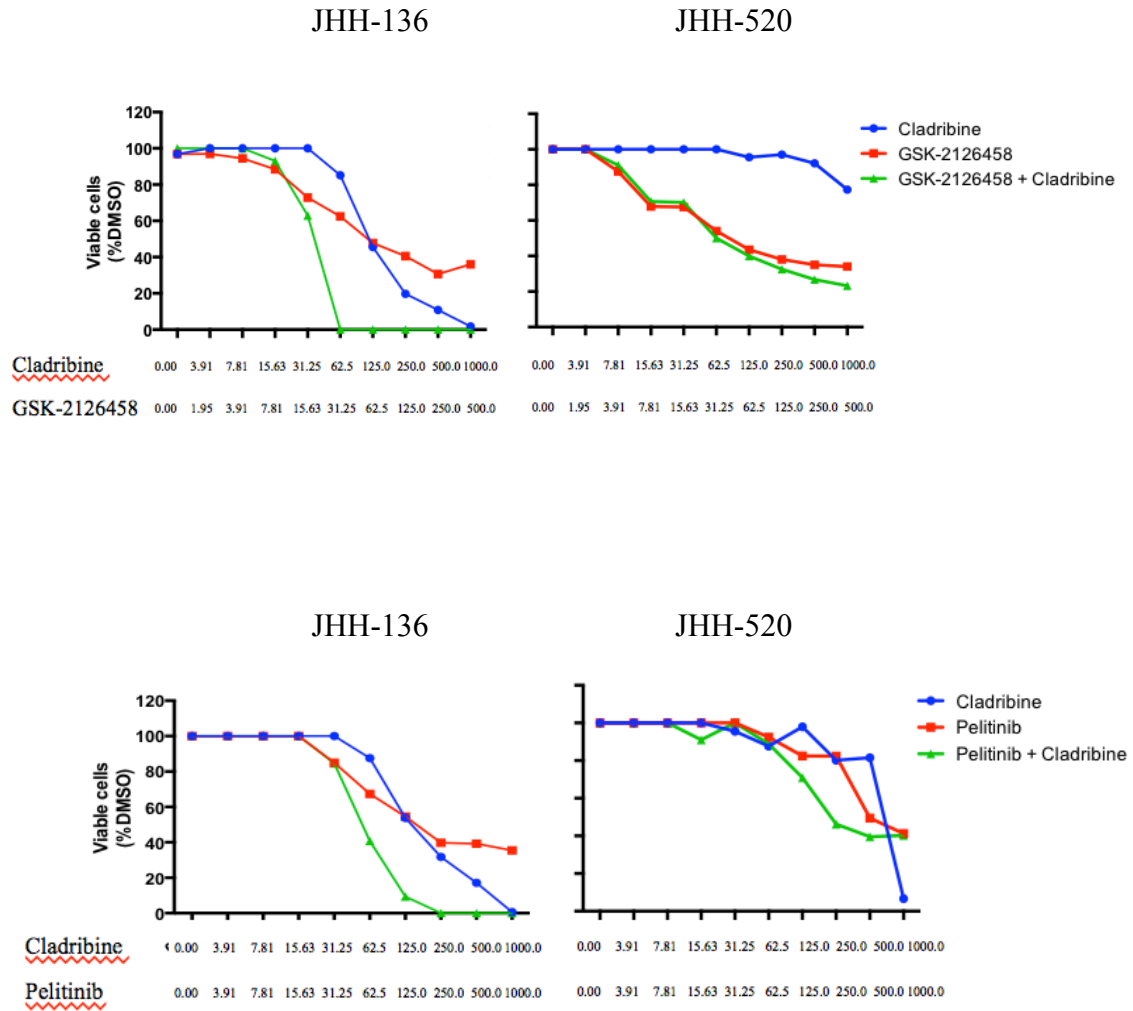 JHH-136 JHH-520
120
100
80
60
40
20
0
Viable cells
(%DMSO)
Cladribine
GSK-2126458
GSK-2126458 + Cladribine
Cladribine 0.00 3.91 7.81 15.63 31.25 62.5 125.0 250.0 500.0 1000.0 0.00 3.91 7.81 15.63 31.25 62.5 125.0 250.0 500.0 1000.0
GSK-2126458 0.00 1.95 3.91 7.81 15.63 31.25 62.5 125.0 250.0 500.0 0.00 1.95 3.91 7.81 15.63 31.25 62.5 125.0 250.0 500.0
JHH-136 JHH-520
120
100
80
60
40
20
0
Viable cells
(%DMSO)
Cladribine
Pelitinib
Pelitinib + Cladribine
Cladribine 0.00 3.91 7.81 15.63 31.25 62.5 125.0 250.0 500.0 1000.0 0.00 3.91 7.81 15.63 31.25 62.5 125.0 250.0 500.0 1000.0
Pelitinib 0.00 3.91 7.81 15.63 31.25 62.5 125.0 250.0 500.0 1000.0 0.00 3.91 7.81 15.63 31.25 62.5 125.0 250.0 500.0 1000.0